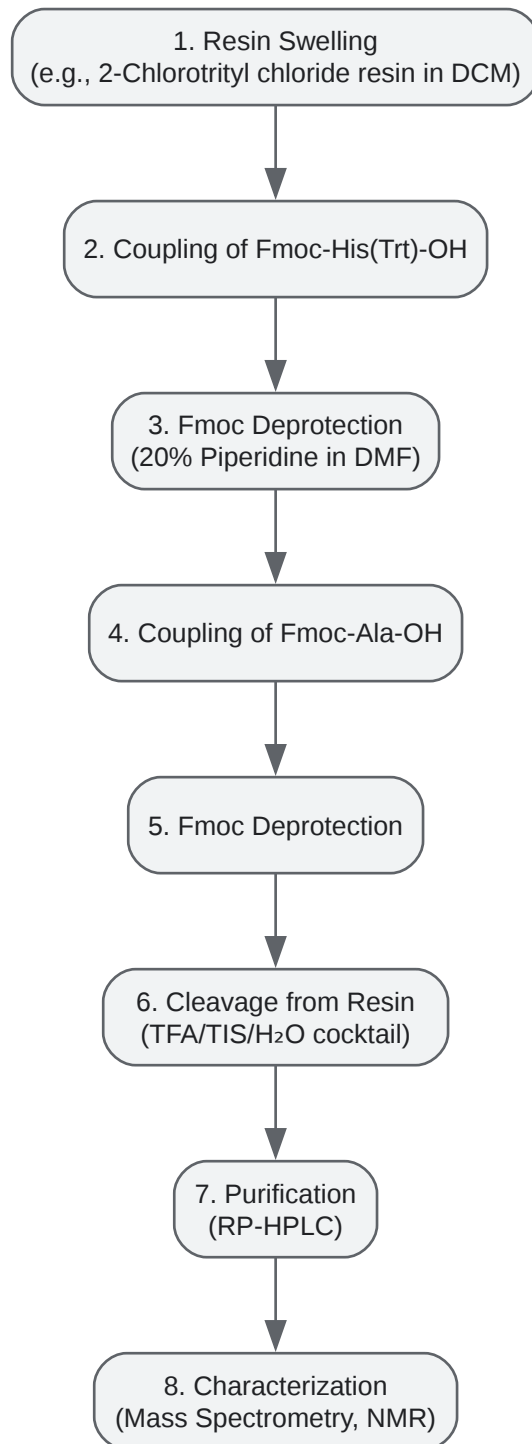 1. Resin Swelling
(e.g., 2-Chlorotrityl chloride resin in DCM)
2. Coupling of Fmoc-His(Trt)-OH
3. Fmoc Deprotection
(20% Piperidine in DMF)
4. Coupling of Fmoc-Ala-OH
5. Fmoc Deprotection
6. Cleavage from Resin
(TFA/TIS/H₂O cocktail)
7. Purification
(RP-HPLC)
8. Characterization
(Mass Spectrometry, NMR)